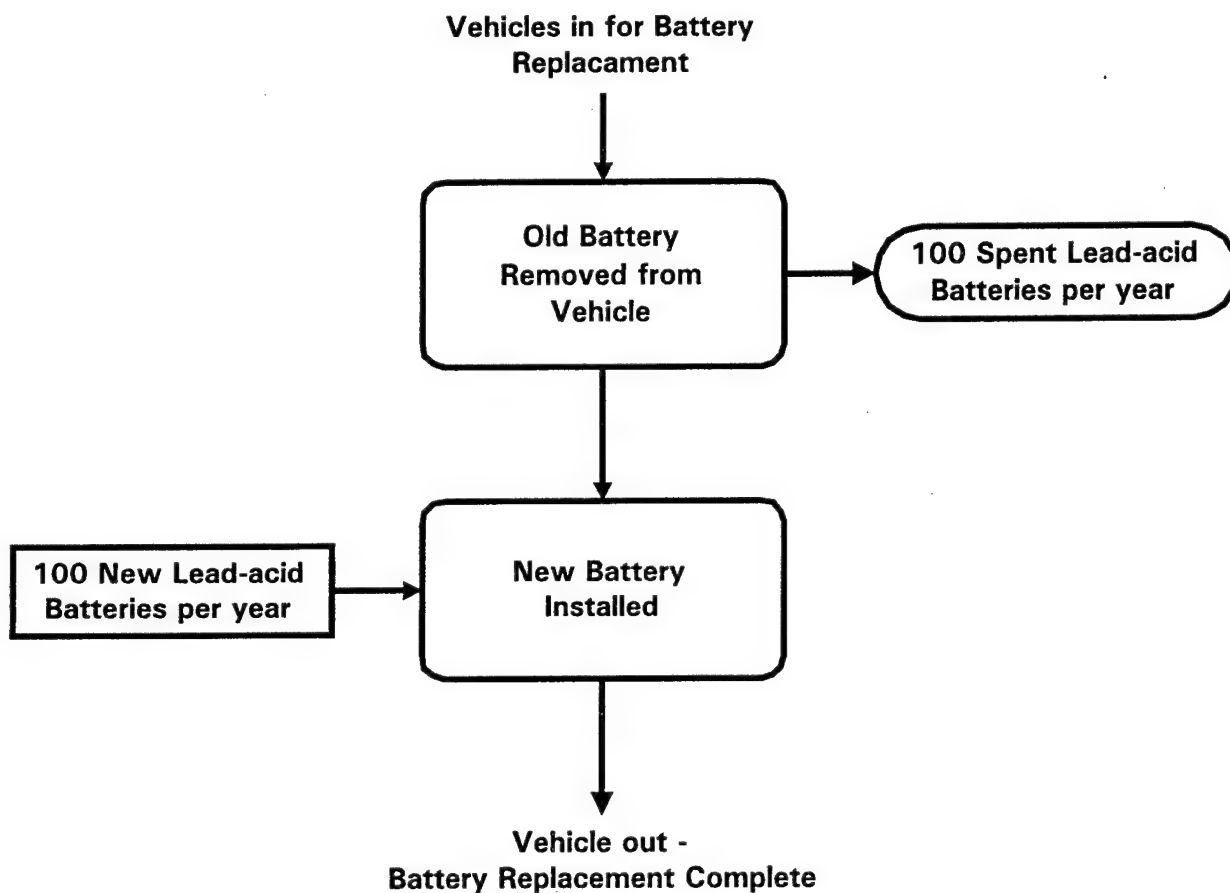 Vehicles in for Battery
Replacament
Old Battery
Removed from
Vehicle
100 Spent Lead-acid
Batteries per year
100 New Lead-acid
Batteries per year
New Battery
Installed
Vehicle out -
Battery Replacement Complete